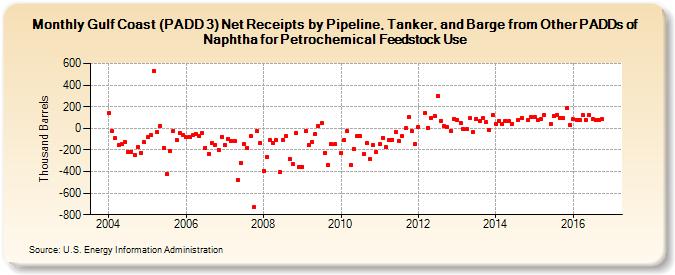 Monthly Gulf Coast (PADD 3) Net Receipts by Pipeline, Tanker, and Barge from Other PADDs of
Naphtha for Petrochemical Feedstock Use
Thousand Barrels
600
400
200
0
-200
-400
-600
-800
2004 2006 2008 2010 2012 2014 2016
Source: U.S. Energy Information Administration